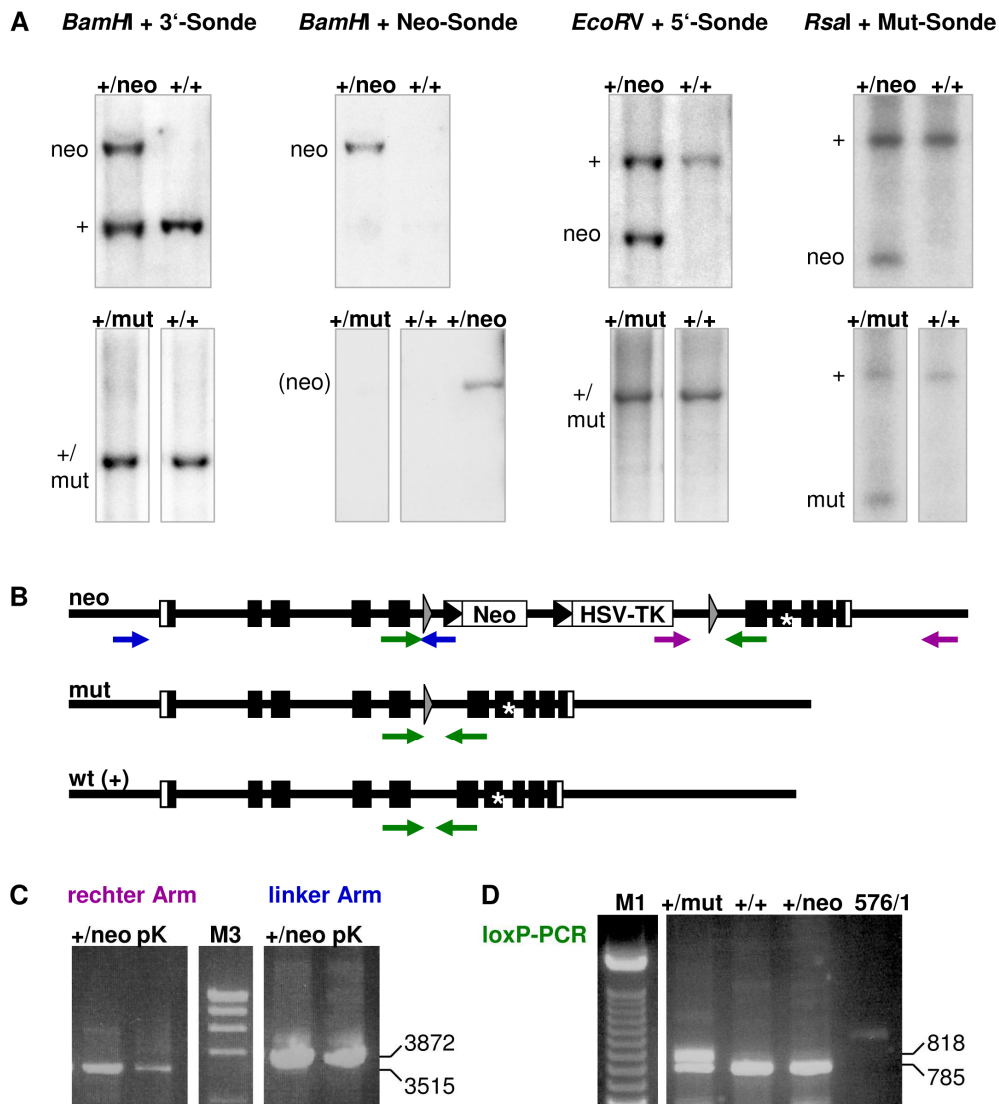 A
BamHI + 3‘-Sonde
BamHI + Neo-Sonde
EcoRV + 5‘-Sonde
RsaI + Mut-Sonde
+/neo +/+
neo
+
+/neo +/+
neo
+/neo +/+
+
neo
+/neo +/+
+
neo
+/mut +/+
+/
mut
+/mut +/+ +/neo
(neo)
+/mut +/+
+/
mut
+/mut +/+
+
mut
B
neo
Neo
HSV-TK
*
mut
*
wt (+)
*
C
rechter Arm
linker Arm
+/neo pK
M3
+/neo pK
3872
3515
D
loxP-PCR
M1
+/mut +/+ +/neo 576/1
818
785